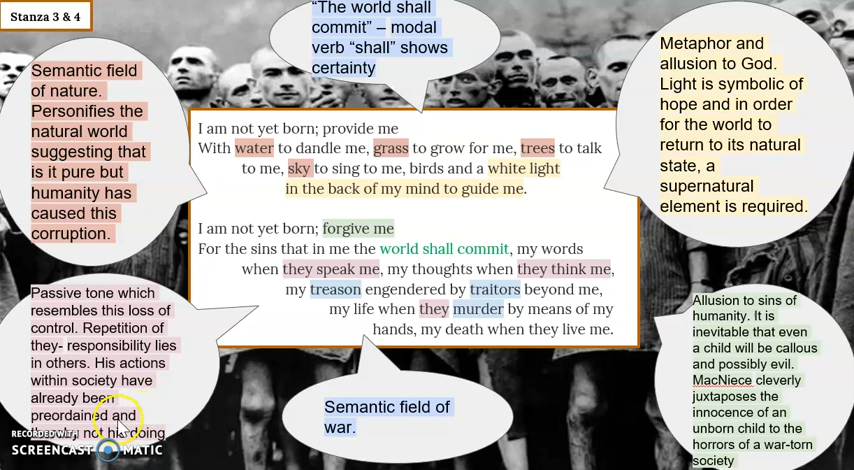 Stanza 3 & 4
"The world shall
commit" – modal
verb "shall" shows
certainty
Semantic field
of nature.
Personifies the
natural world
suggesting that
is it pure but
humanity has
caused this
corruption.
Metaphor and
allusion to God.
Light is symbolic of
hope and in order
for the world to
return to its natural
state, a
supernatural
element is required.
I am not yet born; provide me
With water to dandle me, grass to grow for me, trees to talk
to me, sky to sing to me, birds and a white light
in the back of my mind to guide me.
I am not yet born; forgive me
For the sins that in me the world shall commit, my words
when they speak me, my thoughts when they think me,
my treason engendered by traitors beyond me,
my life when they murder by means of my
hands, my death when they live me.
Passive tone which
resembles this loss of
control. Repetition of
they- responsibility lies
in others. His actions
within society have
already been
preordained and
not his doing
Semantic field of
war.
Allusion to sins of
humanity. It is
inevitable that even
a child will be callous
and possibly evil.
MacNiece cleverly
juxtaposes the
innocence of an
unborn child to the
horrors of a war-torn
society
RECORDED WITH
SCREENCAST MATIC